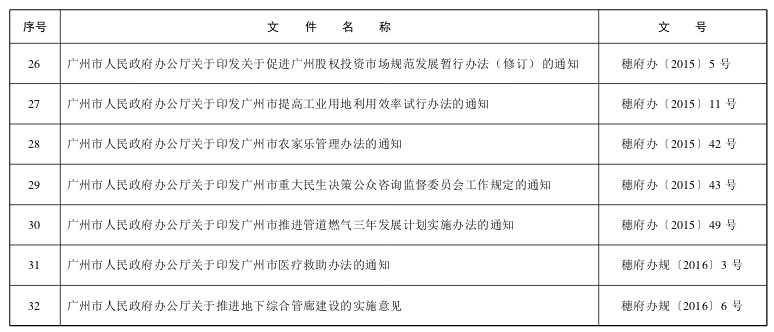 序号 文件名称 文号
26 广州市人民政府办公厅关于印发关于促进广州股权投资市场规范发展暂行办法（修订）的通知 穗府办〔2015〕5 号
27 广州市人民政府办公厅关于印发广州市提高工业用地利用效率试行办法的通知 穗府办〔2015〕11 号
28 广州市人民政府办公厅关于印发广州市农家乐管理办法的通知 穗府办〔2015〕42 号
29 广州市人民政府办公厅关于印发广州市重大民生决策公众咨询监督委员会工作规定的通知 穗府办〔2015〕43 号
30 广州市人民政府办公厅关于印发广州市推进管道燃气三年发展计划实施办法的通知 穗府办〔2015〕49 号
31 广州市人民政府办公厅关于印发广州市医疗救助办法的通知 穗府办规〔2016〕3 号
32 广州市人民政府办公厅关于推进地下综合管廊建设的实施意见 穗府办规〔2016〕6 号